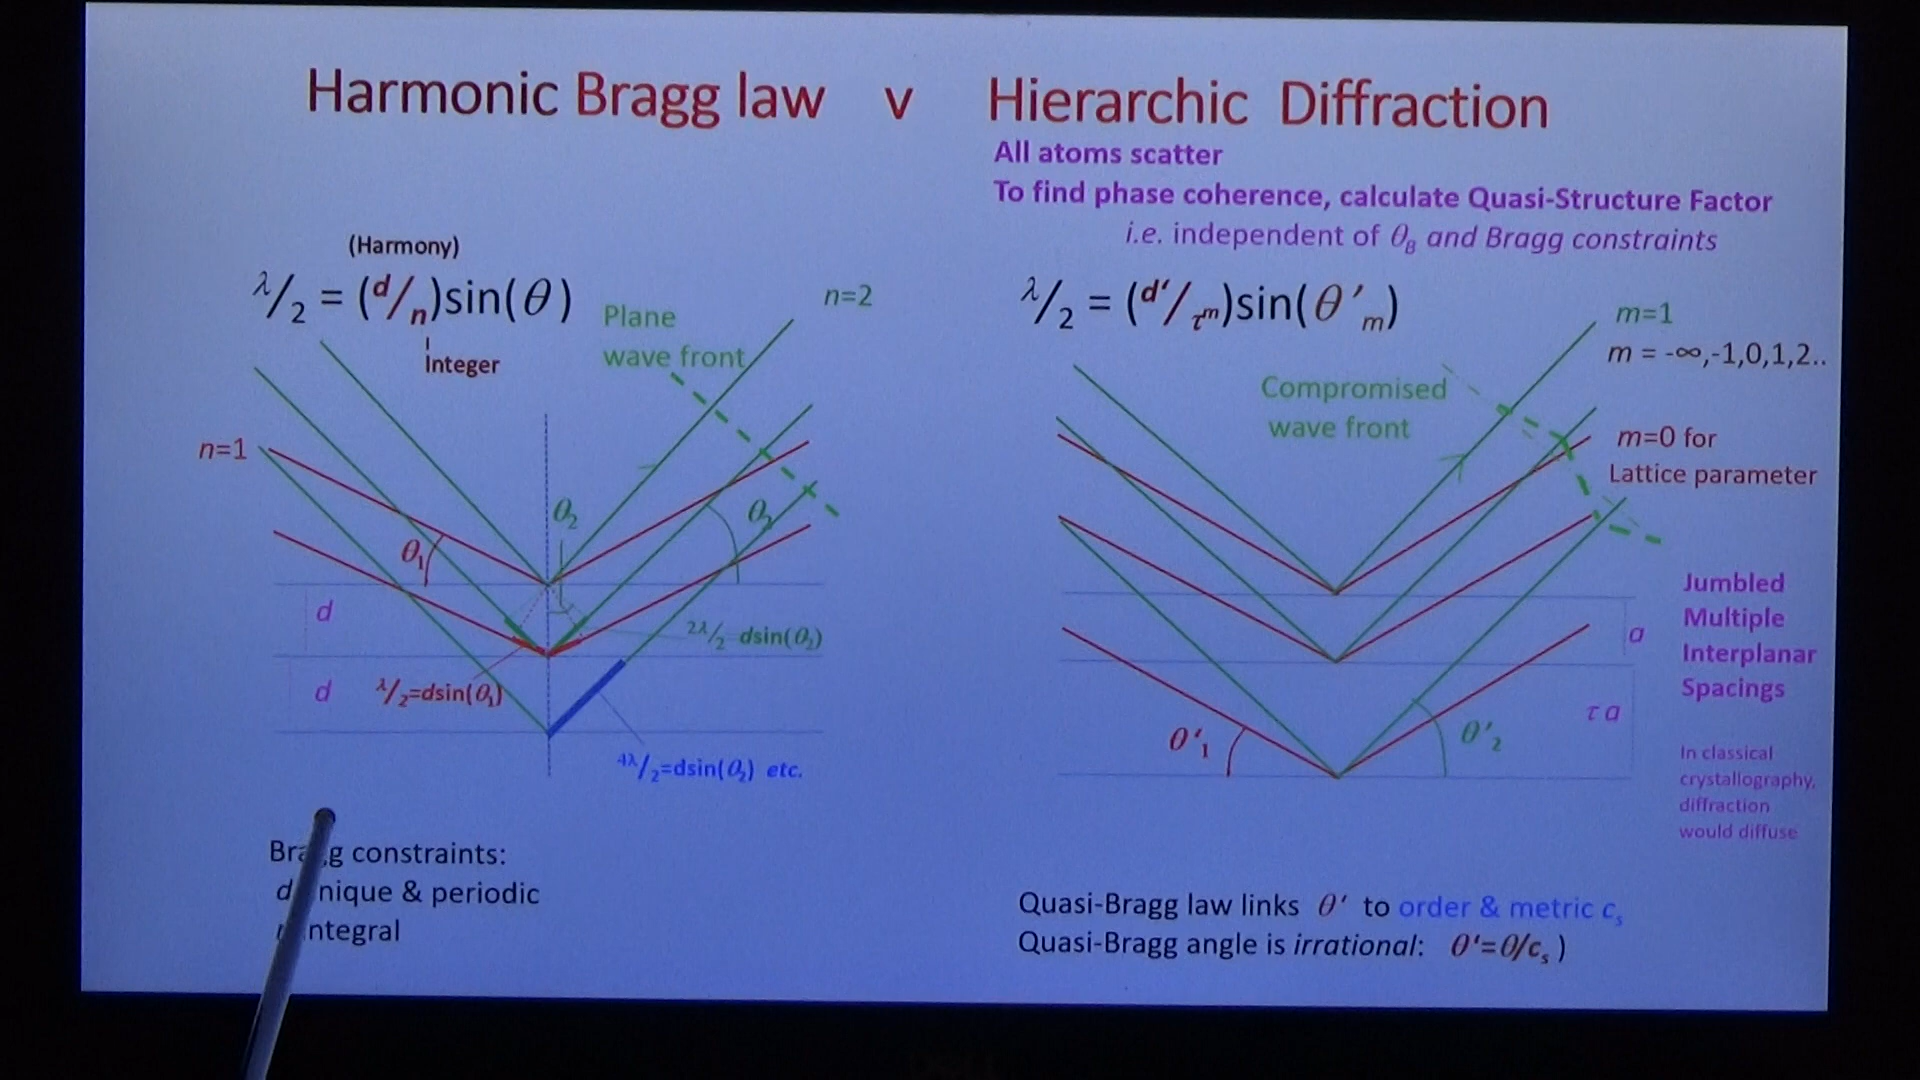 Harmonic Bragg law v Hierarchic Diffraction
All atoms scatter
To find phase coherence, calculate Quasi-Structure Factor
i.e. independent of θB and Bragg constraints
(Harmony)
λ/2 = (d/n)sin(θ)
Integer
Plane
wave front
n=2
n=1
θ1
θ2
θ2
d
d
2λ/2 dsin(θ2)
λ/2=dsin(θ1)
4λ/2=dsin(θ2) etc.
Bragg constraints:
nique & periodic
ntegral
λ/2 = (d'/τ^m)sin(θ'm)
m=1
m = -∞,-1,0,1,2..
Compromised
wave front
m=0 for
Lattice parameter
a
τa
θ'1
θ'2
Jumbled
Multiple
Interplanar
Spacings
In classical
crystallography,
diffraction
would diffuse
Quasi-Bragg law links θ' to order & metric cs
Quasi-Bragg angle is irrational: θ'=θ/cs )